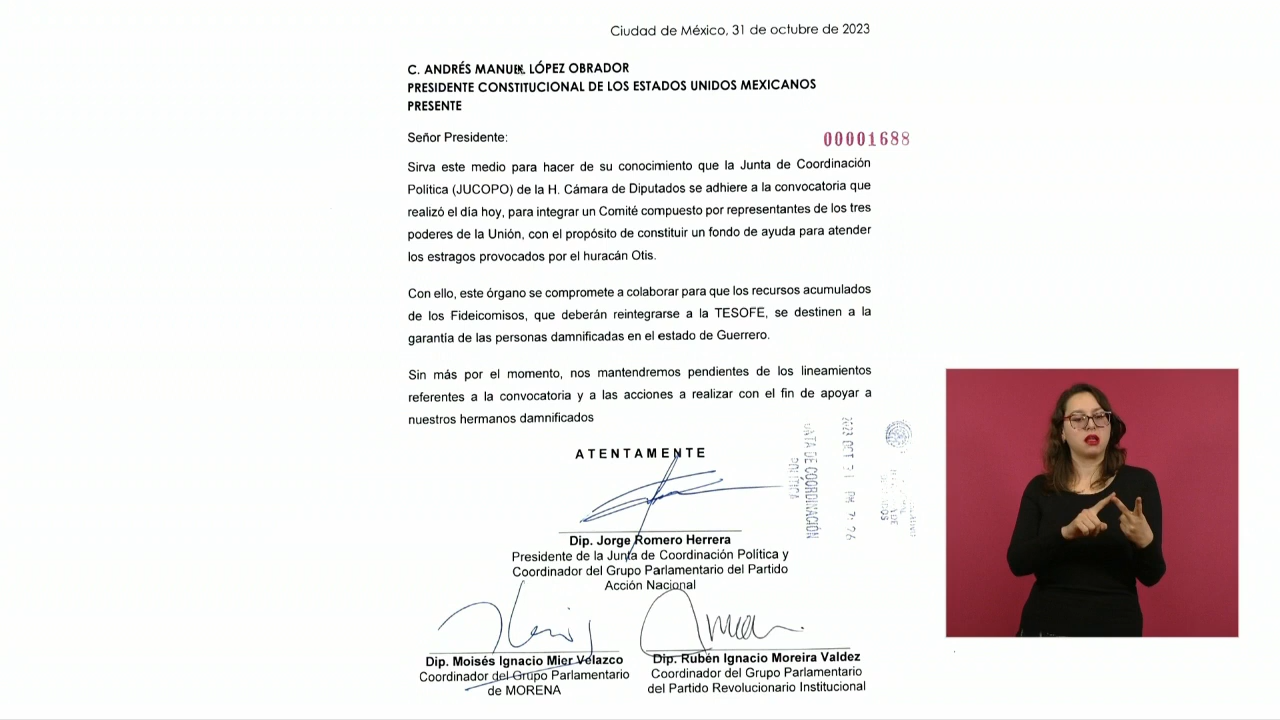 Ciudad de México, 31 de octubre de 2023
C. ANDRÉS MANUEL LÓPEZ OBRADOR
PRESIDENTE CONSTITUCIONAL DE LOS ESTADOS UNIDOS MEXICANOS
PRESENTE
Señor Presidente:
00001688
Sirva este medio para hacer de su conocimiento que la Junta de Coordinación
Política (JUCOPO) de la H. Cámara de Diputados se adhiere a la convocatoria que
realizó el día hoy, para integrar un Comité compuesto por representantes de los tres
poderes de la Unión, con el propósito de constituir un fondo de ayuda para atender
los estragos provocados por el huracán Otis.
Con ello, este órgano se compromete a colaborar para que los recursos acumulados
de los Fideicomisos, que deberán reintegrarse a la TESOFE, se destinen a la
garantía de las personas damnificadas en el estado de Guerrero.
Sin más por el momento, nos mantendremos pendientes de los lineamientos
referentes a la convocatoria y a las acciones a realizar con el fin de apoyar a
nuestros hermanos damnificados
ATENTAMENTE
DE COORDINACIÓN
POLÍTICA
2023 OCT 31
Dip. Jorge Romero Herrera
Presidente de la Junta de Coordinación Política y
Coordinador del Grupo Parlamentario del Partido
Acción Nacional
Dip. Moisés Ignacio Mier Velazco
Coordinador del Grupo Parlamentario
de MORENA
Dip. Rubén Ignacio Moreira Valdez
Coordinador del Grupo Parlamentario
del Partido Revolucionario Institucional